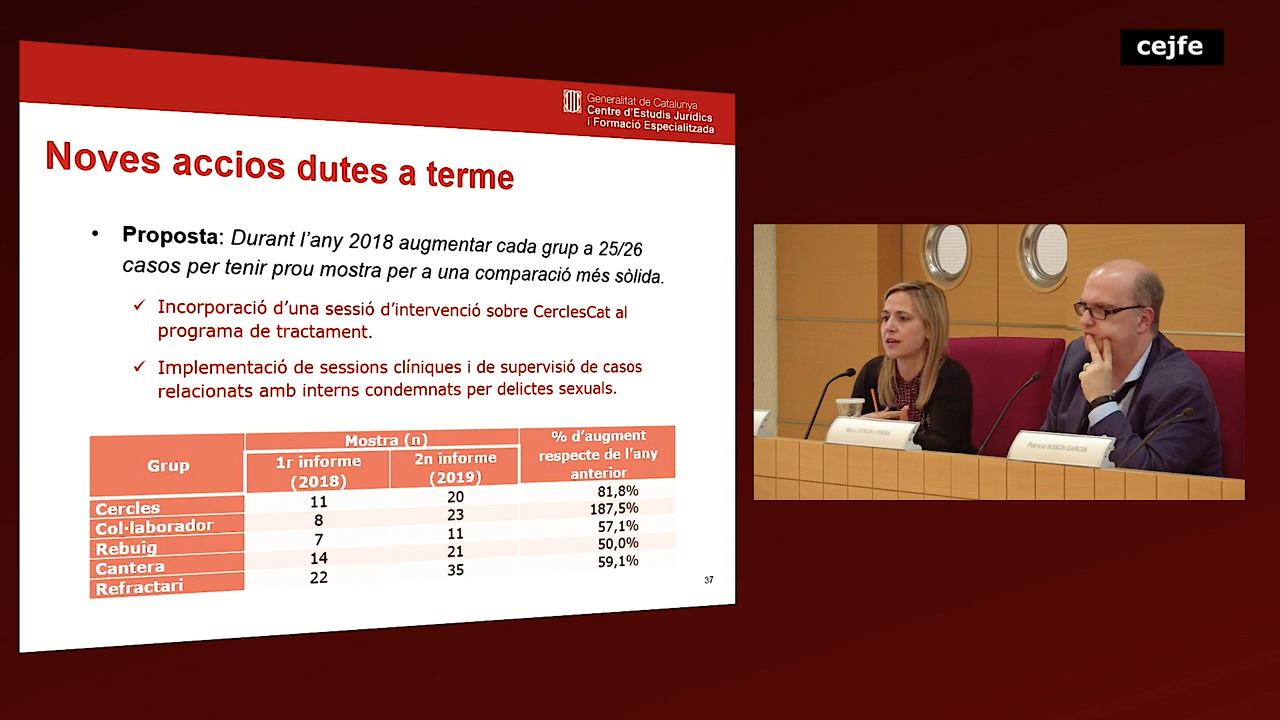 cejfe
Generalitat de Catalunya
Centre d'Estudis Jurídics
i Formació Especialitzada
Noves accios dutes a terme
• Proposta: Durant l'any 2018 augmentar cada grup a 25/26
casos per tenir prou mostra per a una comparació més sòlida.
✓ Incorporació d'una sessió d'intervenció sobre CerclesCat al
programa de tractament.
✓ Implementació de sessions clíniques i de supervisió de casos
relacionats amb interns condemnats per delictes sexuals.
Grup Mostra (n) % d'augment respecte de l'any anterior
1r informe (2018) 2n informe (2019)
Cercles 11 20 81,8%
Col·laborador 8 23 187,5%
Rebuig 7 11 57,1%
Cantera 14 21 50,0%
Refractari 22 35 59,1%
37
Patricia BOSCH GARCIA